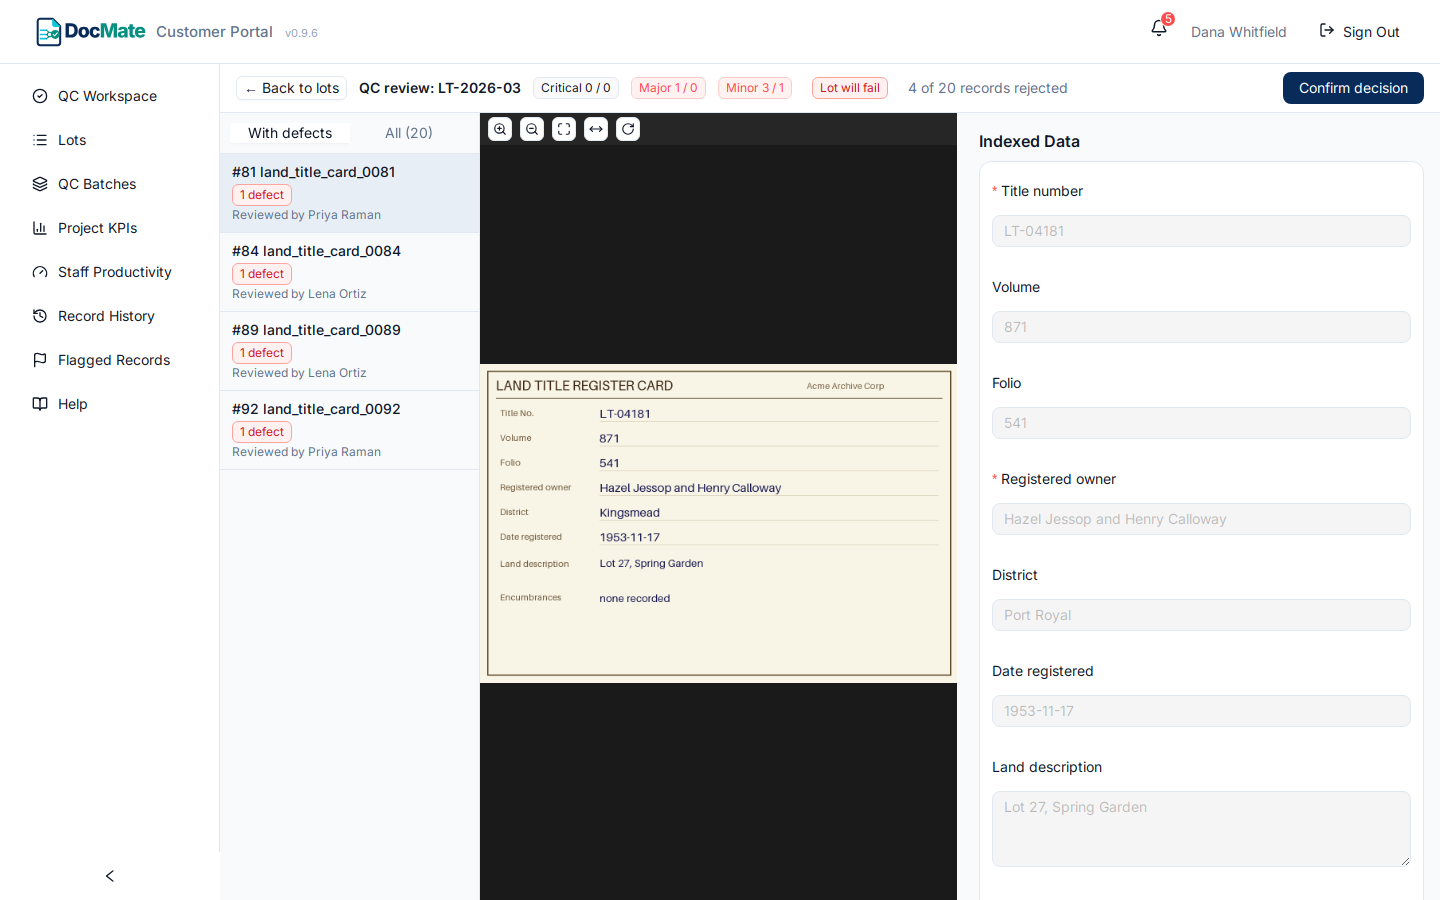 DocMate Customer Portal v0.9.6
5
Dana Whitfield
Sign Out
QC Workspace
Lots
QC Batches
Project KPIs
Staff Productivity
Record History
Flagged Records
Help
← Back to lots
QC review: LT-2026-03
Critical 0 / 0
Major 1 / 0
Minor 3 / 1
Lot will fail
4 of 20 records rejected
Confirm decision
With defects
All (20)
#81 land_title_card_0081
1 defect
Reviewed by Priya Raman
#84 land_title_card_0084
1 defect
Reviewed by Lena Ortiz
#89 land_title_card_0089
1 defect
Reviewed by Lena Ortiz
#92 land_title_card_0092
1 defect
Reviewed by Priya Raman
LAND TITLE REGISTER CARD
Acme Archive Corp
Title No. LT-04181
Volume 871
Folio 541
Registered owner Hazel Jessop and Henry Calloway
District Kingsmead
Date registered 1953-11-17
Land description Lot 27, Spring Garden
Encumbrances none recorded
Indexed Data
* Title number
LT-04181
Volume
871
Folio
541
* Registered owner
Hazel Jessop and Henry Calloway
District
Port Royal
Date registered
1953-11-17
Land description
Lot 27, Spring Garden